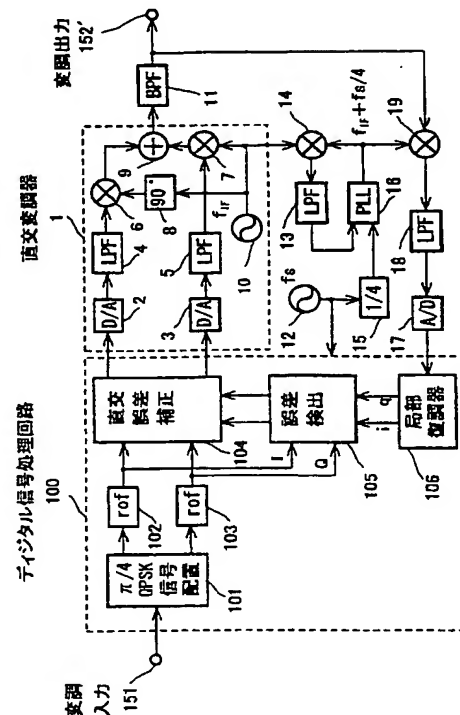 変調出力
152'
直交変調器
1
BPF
11
9
6
7
90°
8
f_IF
10
LPF
4
LPF
5
D/A
2
D/A
3
14
LPF
13
PLL
16
f_IF+fs/4
19
LPF
18
A/D
17
fs
12
1/4
15
ディジタル信号処理回路
100
直交
誤差
補正
104
誤差
検出
105
局部
復調器
106
i
q
I
Q
rof
102
rof
103
π/4
QPSK
信号
配置
101
変調
入力
151